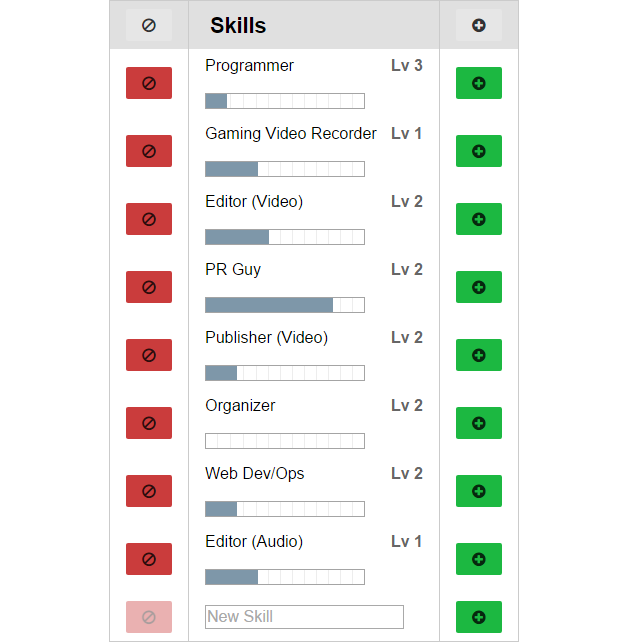 Skills
Programmer Lv 3
Gaming Video Recorder Lv 1
Editor (Video) Lv 2
PR Guy Lv 2
Publisher (Video) Lv 2
Organizer Lv 2
Web Dev/Ops Lv 2
Editor (Audio) Lv 1
New Skill